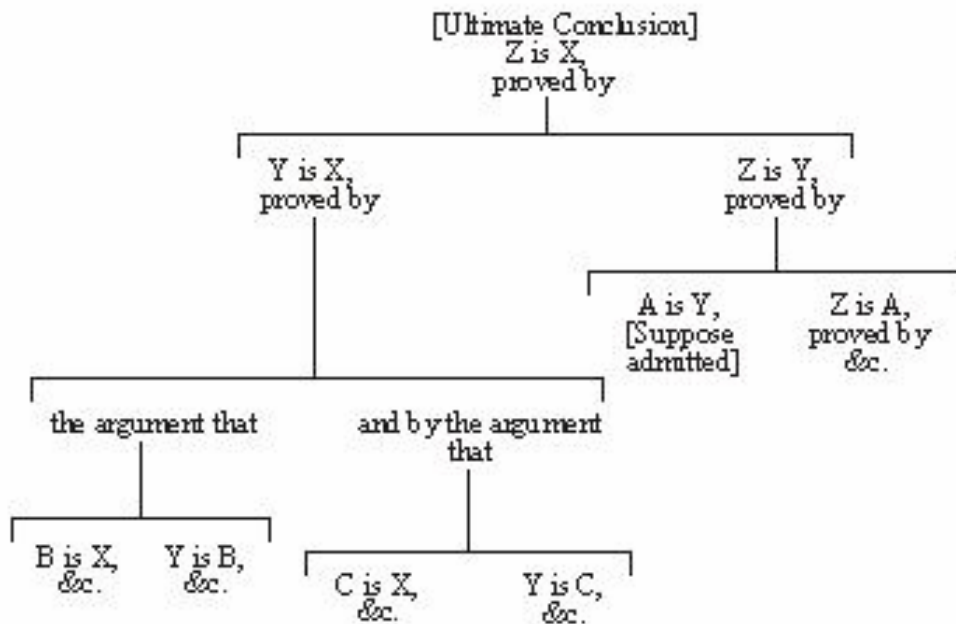 [Ultimate Conclusion]
Z is X,
proved by
Y is X,
proved by
Z is Y,
proved by
A is Y,
[Suppose
admitted]
Z is A,
proved by
&c.
the argument that
and by the argument
that
B is X,
&c.
Y is B,
&c.
C is X,
&c.
Y is C,
&c.